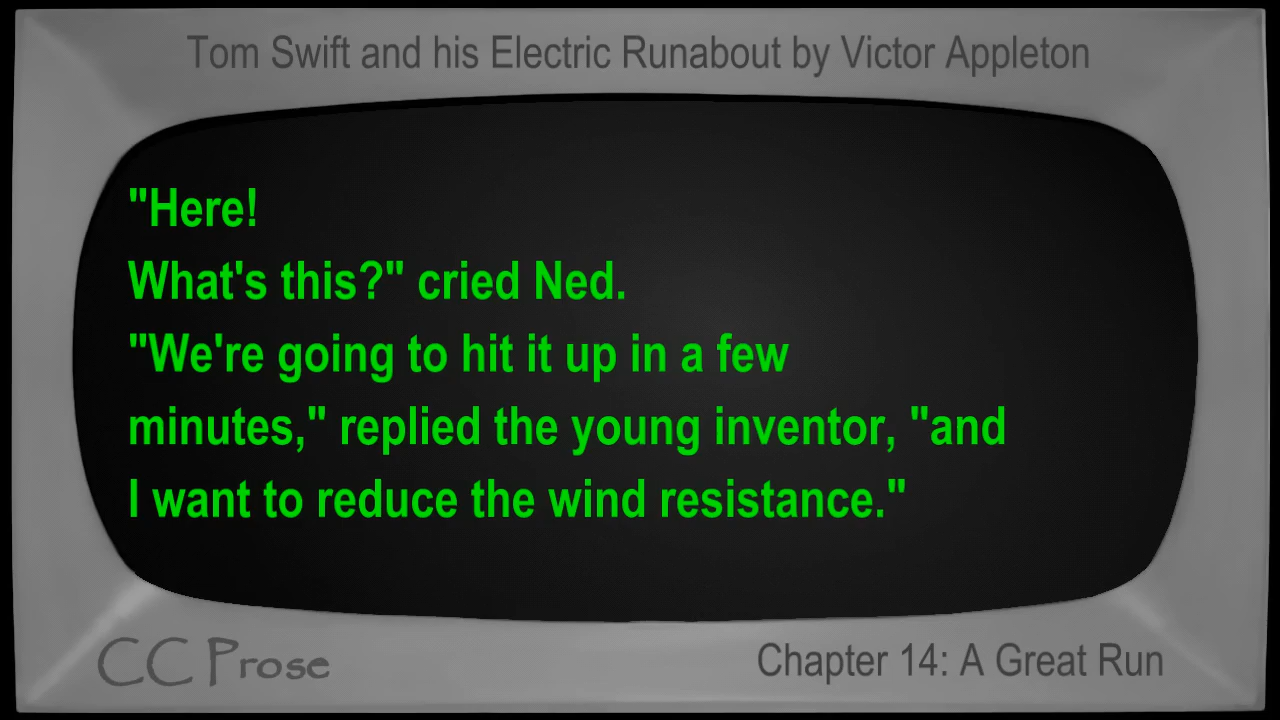 Tom Swift and his Electric Runabout by Victor Appleton
"Here!
What's this?" cried Ned.
"We're going to hit it up in a few
minutes," replied the young inventor, "and
I want to reduce the wind resistance."
CC Prose
Chapter 14: A Great Run